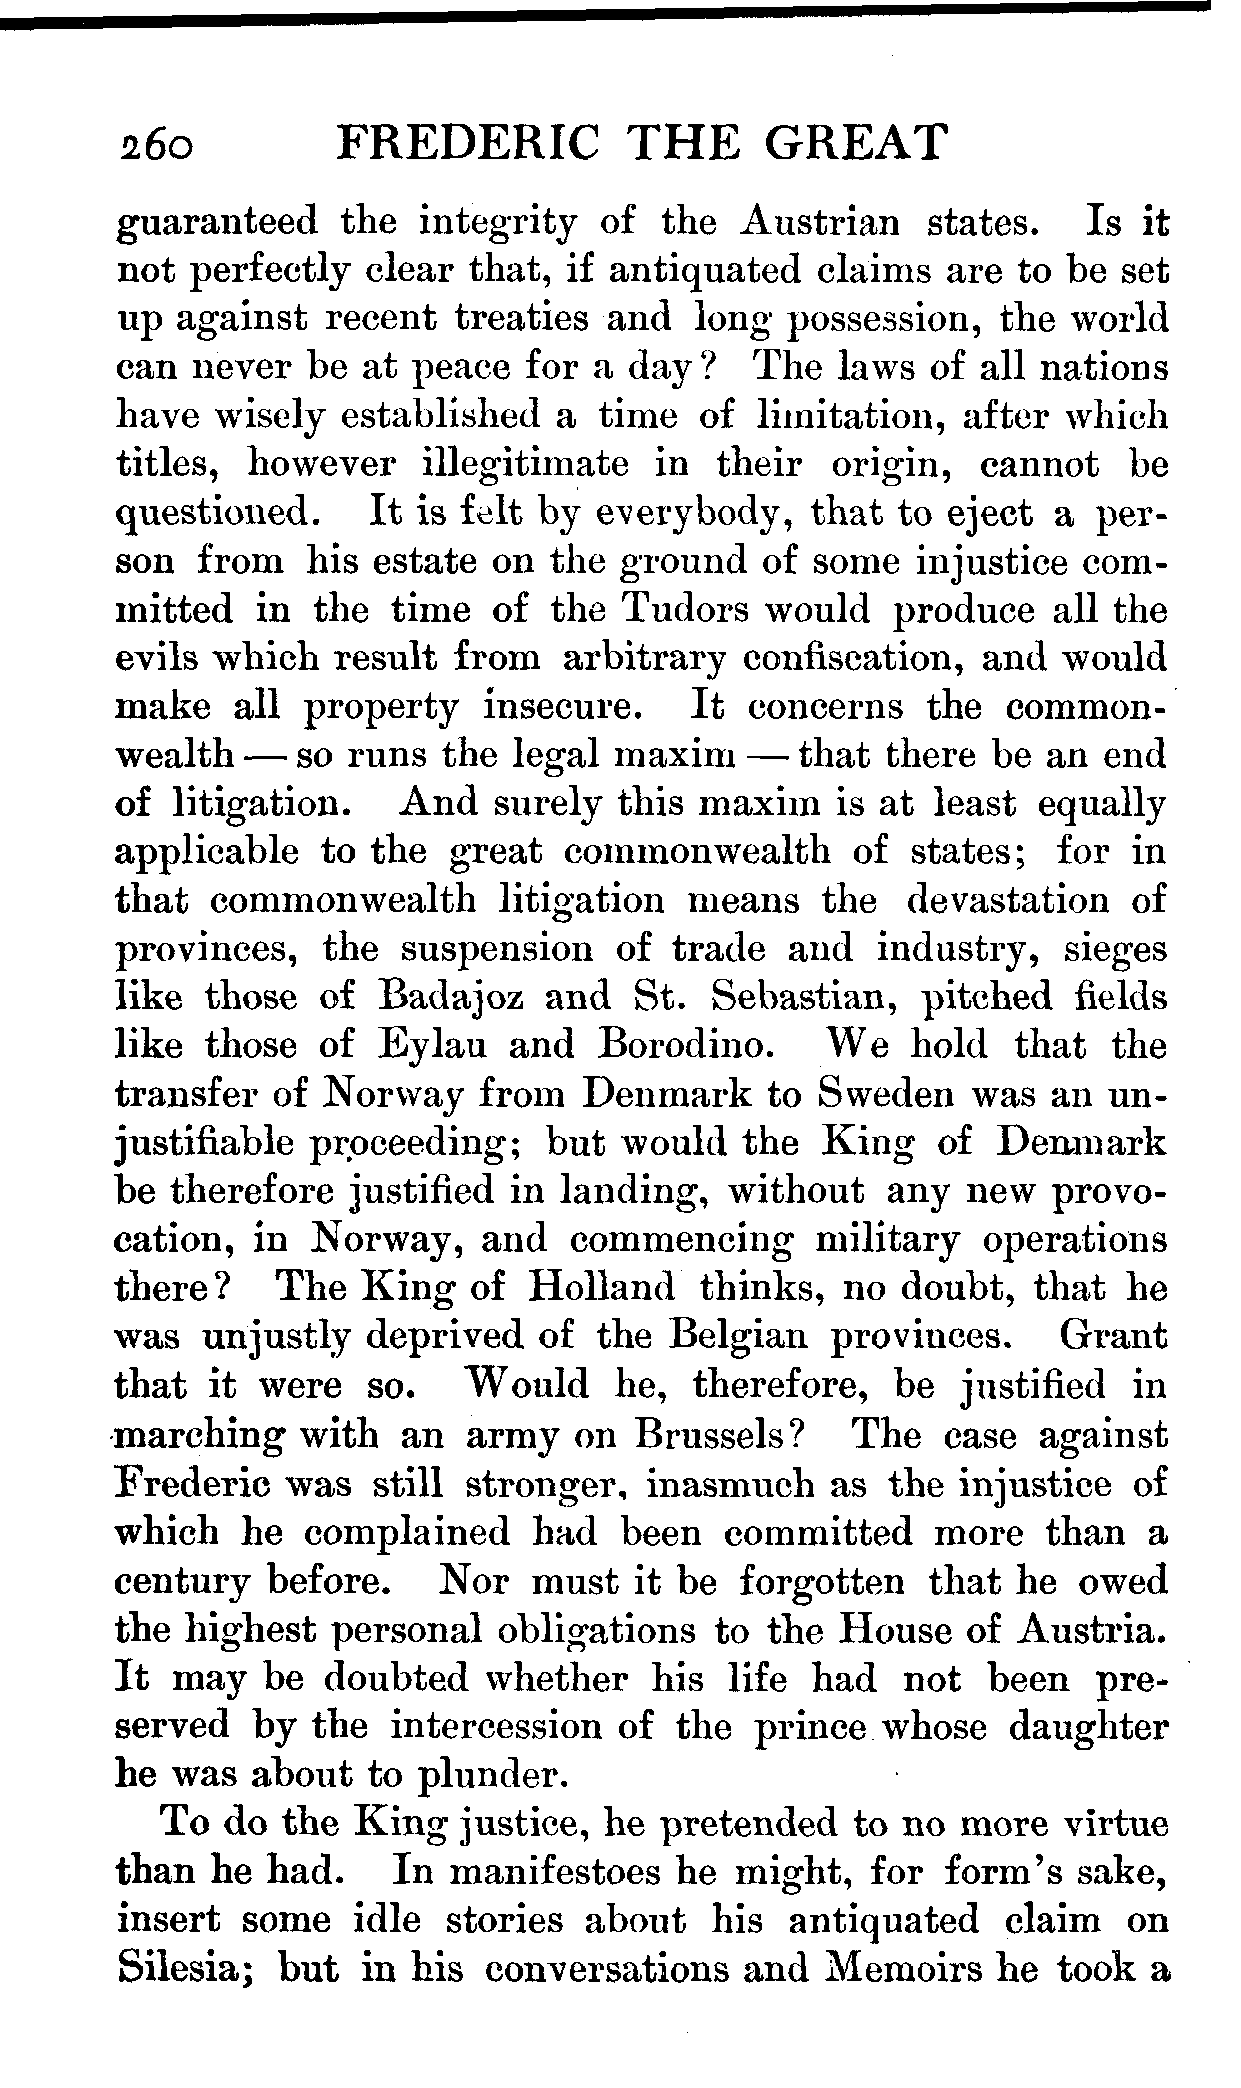 260 FREDERIC THE GREAT
guaranteed the integrity of the Austrian states. Is it
not perfectly clear that, if antiquated claims are to be set
up against recent treaties and long possession, the world
can never be at peace for a day? The laws of all nations
have wisely established a time of limitation, after which
titles, however illegitimate in their origin, cannot be
questioned. It is felt by everybody, that to eject a per-
son from his estate on the ground of some injustice com-
mitted in the time of the Tudors would produce all the
evils which result from arbitrary confiscation, and would
make all property insecure. It concerns the common-
wealth — so runs the legal maxim — that there be an end
of litigation. And surely this maxim is at least equally
applicable to the great commonwealth of states; for in
that commonwealth litigation means the devastation of
provinces, the suspension of trade and industry, sieges
like those of Badajoz and St. Sebastian, pitched fields
like those of Eylau and Borodino. We hold that the
transfer of Norway from Denmark to Sweden was an un-
justifiable proceeding; but would the King of Denmark
be therefore justified in landing, without any new provo-
cation, in Norway, and commencing military operations
there? The King of Holland thinks, no doubt, that he
was unjustly deprived of the Belgian provinces. Grant
that it were so. Would he, therefore, be justified in
marching with an army on Brussels? The case against
Frederic was still stronger, inasmuch as the injustice of
which he complained had been committed more than a
century before. Nor must it be forgotten that he owed
the highest personal obligations to the House of Austria.
It may be doubted whether his life had not been pre-
served by the intercession of the prince whose daughter
he was about to plunder.
To do the King justice, he pretended to no more virtue
than he had. In manifestoes he might, for form's sake,
insert some idle stories about his antiquated claim on
Silesia; but in his conversations and Memoirs he took a